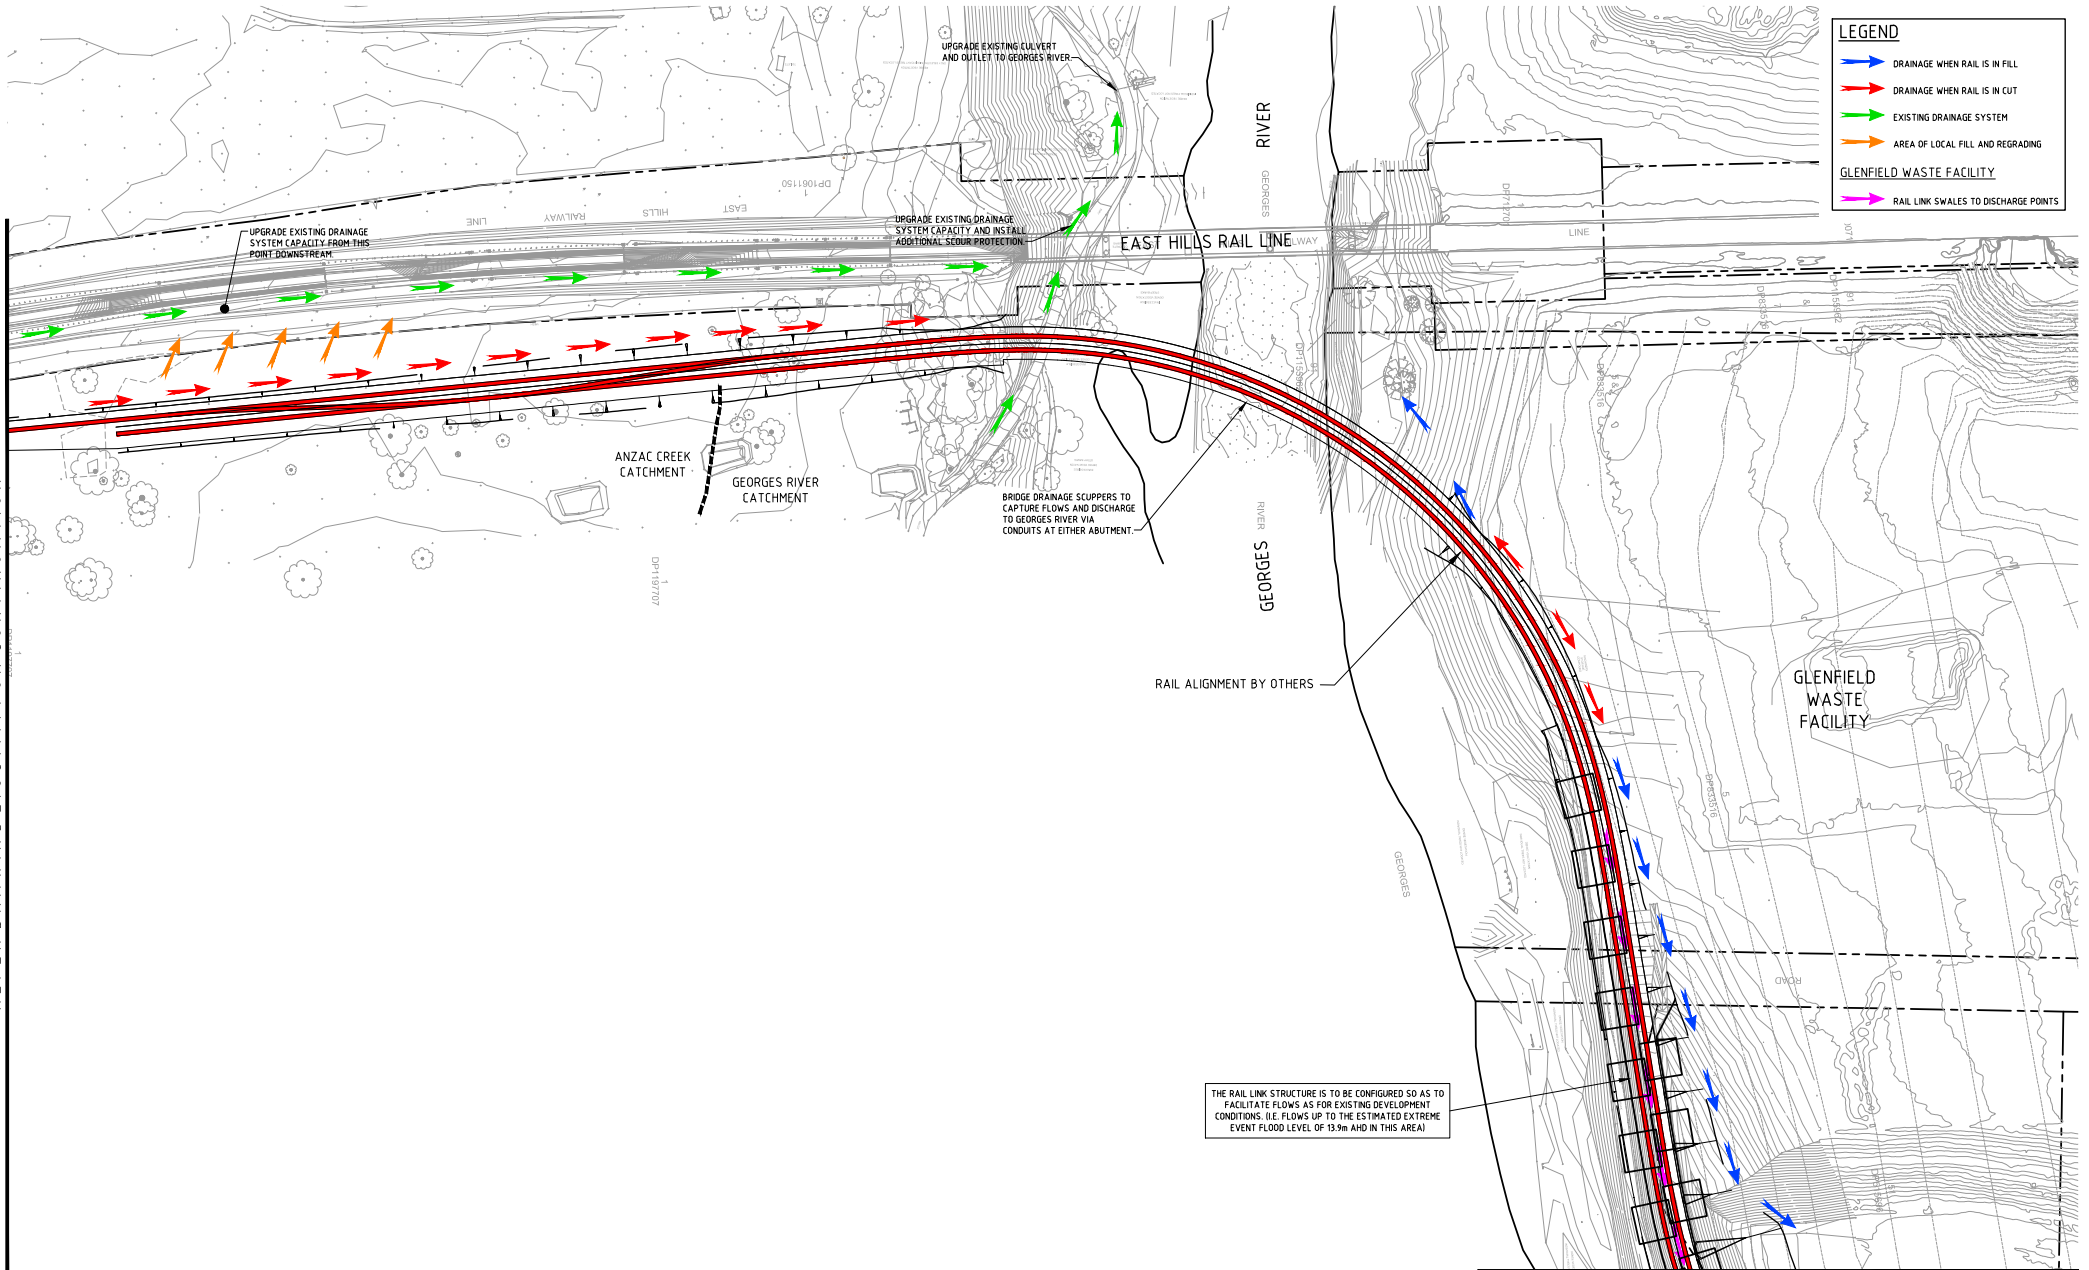 LEGEND
DRAINAGE WHEN RAIL IS IN FILL
DRAINAGE WHEN RAIL IS IN CUT
EXISTING DRAINAGE SYSTEM
AREA OF LOCAL FILL AND REGRADING
GLENFIELD WASTE FACILITY
RAIL LINK SWALES TO DISCHARGE POINTS
UPGRADE EXISTING CULVERT
AND OUTLET TO GEORGES RIVER.
RIVER
GEORGES
1
DP1061150
EAST
HILLS
RAILWAY
LINE
UPGRADE EXISTING DRAINAGE
SYSTEM CAPACITY AND INSTALL
ADDITIONAL SCOUR PROTECTION.
UPGRADE EXISTING DRAINAGE
SYSTEM CAPACITY FROM THIS
POINT DOWNSTREAM.
EAST HILLS RAIL LINE
LINE
ANZAC CREEK
CATCHMENT
GEORGES RIVER
CATCHMENT
BRIDGE DRAINAGE SCUPPERS TO
CAPTURE FLOWS AND DISCHARGE
TO GEORGES RIVER VIA
CONDUITS AT EITHER ABUTMENT.
RIVER
GEORGES
1
DP1197707
RAIL ALIGNMENT BY OTHERS
GLENFIELD
WASTE
FACILITY
5
DP833516
GEORGES
ROAD
THE RAIL LINK STRUCTURE IS TO BE CONFIGURED SO AS TO
FACILITATE FLOWS AS FOR EXISTING DEVELOPMENT
CONDITIONS. (I.E. FLOWS UP TO THE ESTIMATED EXTREME
EVENT FLOOD LEVEL OF 13.9m AHD IN THIS AREA)